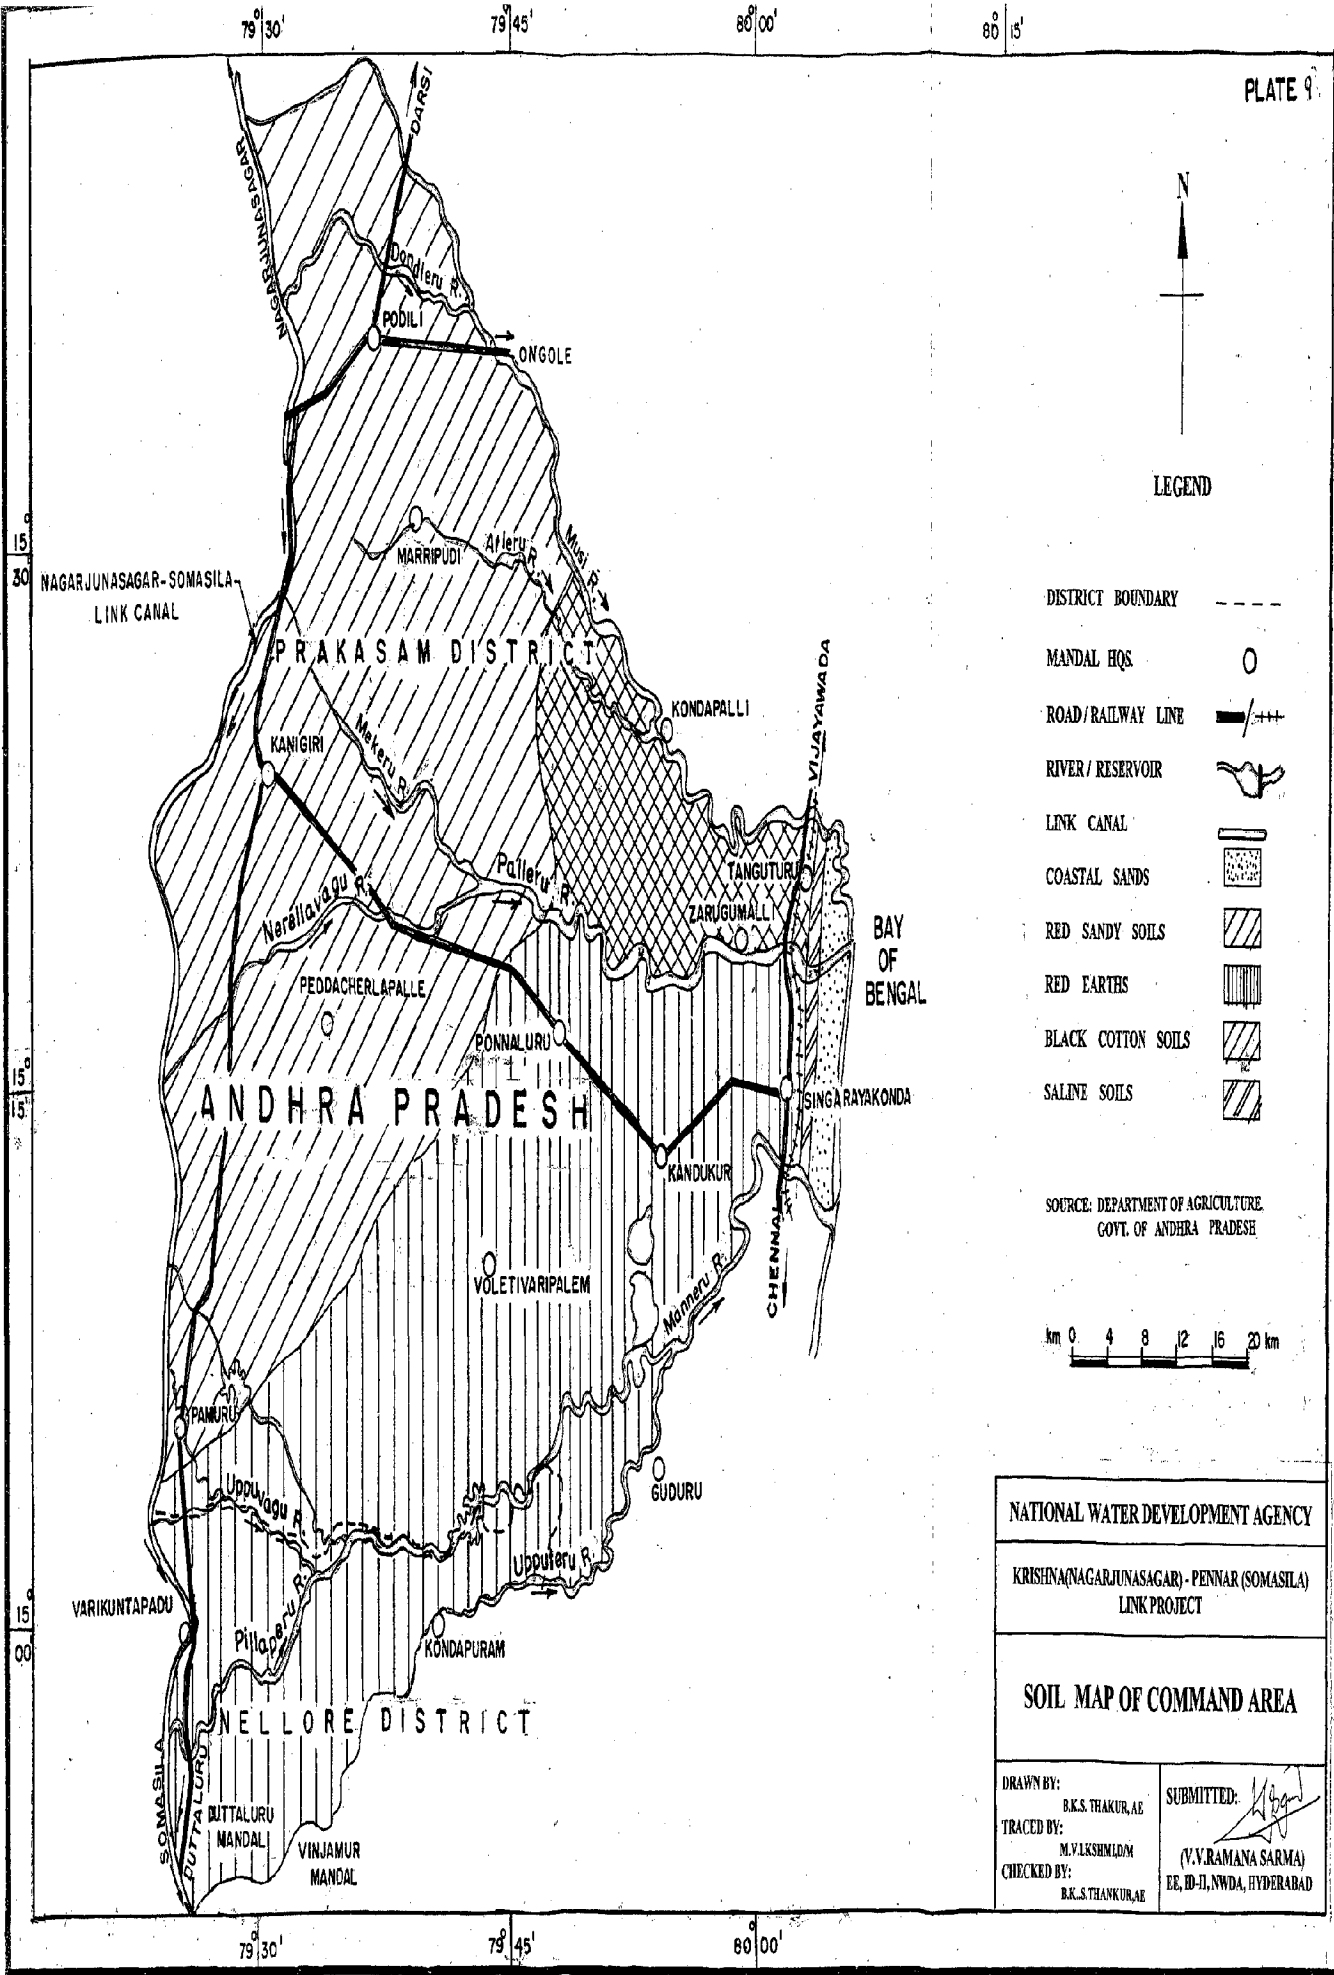 79°30'
79°45'
80°00'
80°15'
PLATE 9
DARSI
NAGARJUNASAGAR
N
Dondleru R.
PODILI
ONGOLE
LEGEND
15°
30'
MARRIPUDI
Atleru R.
Musi R.
NAGARJUNASAGAR-SOMASILA
LINK CANAL
DISTRICT BOUNDARY
PRAKASAM DISTRICT
VIJAYAWADA
MANDAL HQS.
KONDAPALLI
ROAD/RAILWAY LINE
KANIGIRI
Mekeru R.
RIVER / RESERVOIR
LINK CANAL
TANGUTURU
COASTAL SANDS
Palleru R.
Nerellavagu R.
ZARUGUMALLI
BAY
OF
BENGAL
RED SANDY SOILS
PEDDACHERLAPALLE
RED EARTHS
PONNALURU
BLACK COTTON SOILS
15°
15'
ANDHRA PRADESH
SINGARAYAKONDA
SALINE SOILS
KANDUKUR
CHENNAI
SOURCE: DEPARTMENT OF AGRICULTURE.
GOVT. OF ANDHRA PRADESH
VOLETIVARIPALEM
Manneru R.
km 0 4 8 12 16 20 km
PAMURU
Uppuvagu R.
GUDURU
NATIONAL WATER DEVELOPMENT AGENCY
Upputeru R.
KRISHNA(NAGARJUNASAGAR) - PENNAR (SOMASILA)
LINK PROJECT
VARIKUNTAPADU
15°
00'
Pillaperu R.
KONDAPURAM
SOIL MAP OF COMMAND AREA
NELLORE DISTRICT
SOMASILA
DUTTALURU
DUTTALURU
MANDAL
VINJAMUR
MANDAL
DRAWN BY:
B.K.S. THAKUR, AE
TRACED BY:
M.V.LKSHMI,D/M
CHECKED BY:
B.K..S.THANKUR,AE
SUBMITTED:
(V.V.RAMANA SARMA)
EE, ID-II, NWDA, HYDERABAD
79°30'
79°45'
80°00'